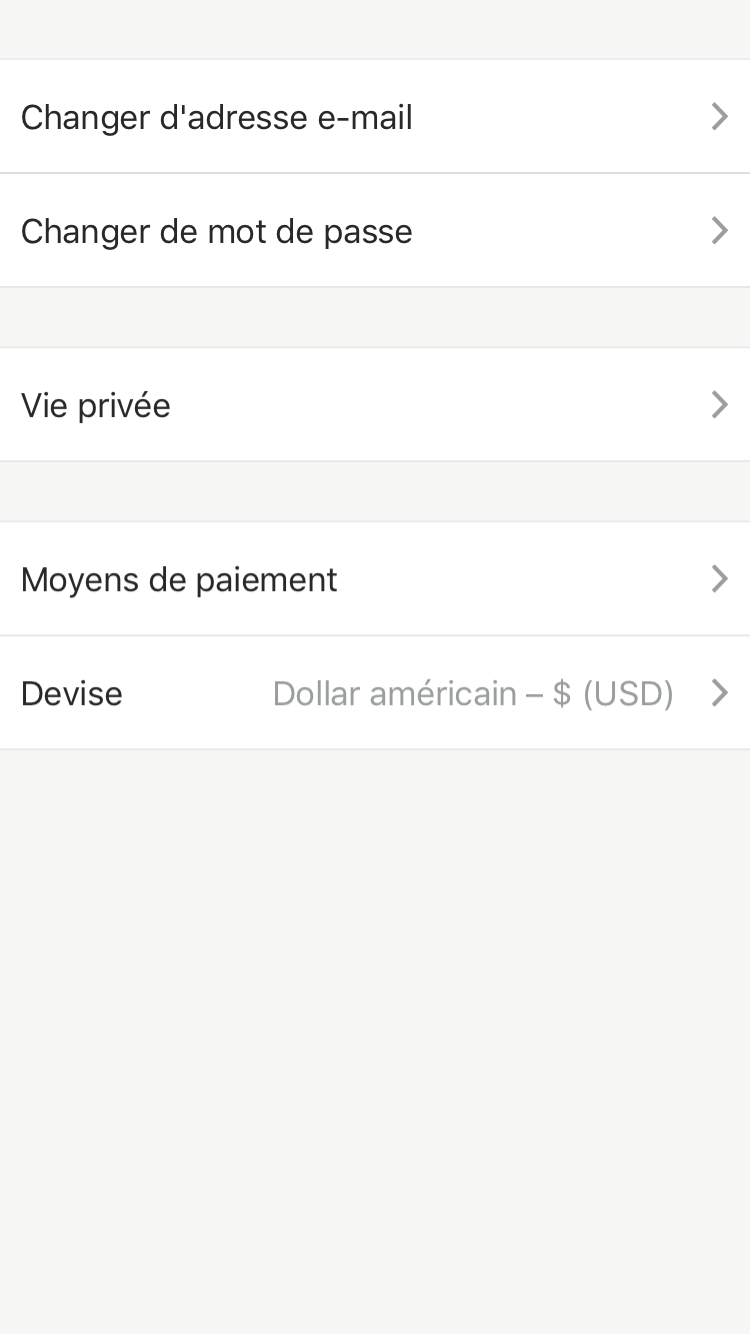 Changer d'adresse e-mail
Changer de mot de passe
Vie privée
Moyens de paiement
Devise Dollar américain – $ (USD)